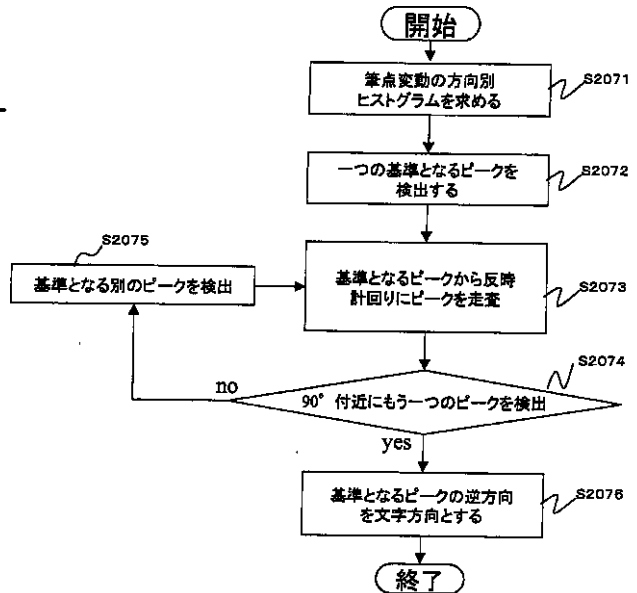 開始
筆点変動の方向別
ヒストグラムを求める
S2071
一つの基準となるピークを
検出する
S2072
S2075
基準となる別のピークを検出
基準となるピークから反時
計回りにピークを走査
S2073
S2074
no
90°付近にもう一つのピークを検出
yes
基準となるピークの逆方向
を文字方向とする
S2076
終了